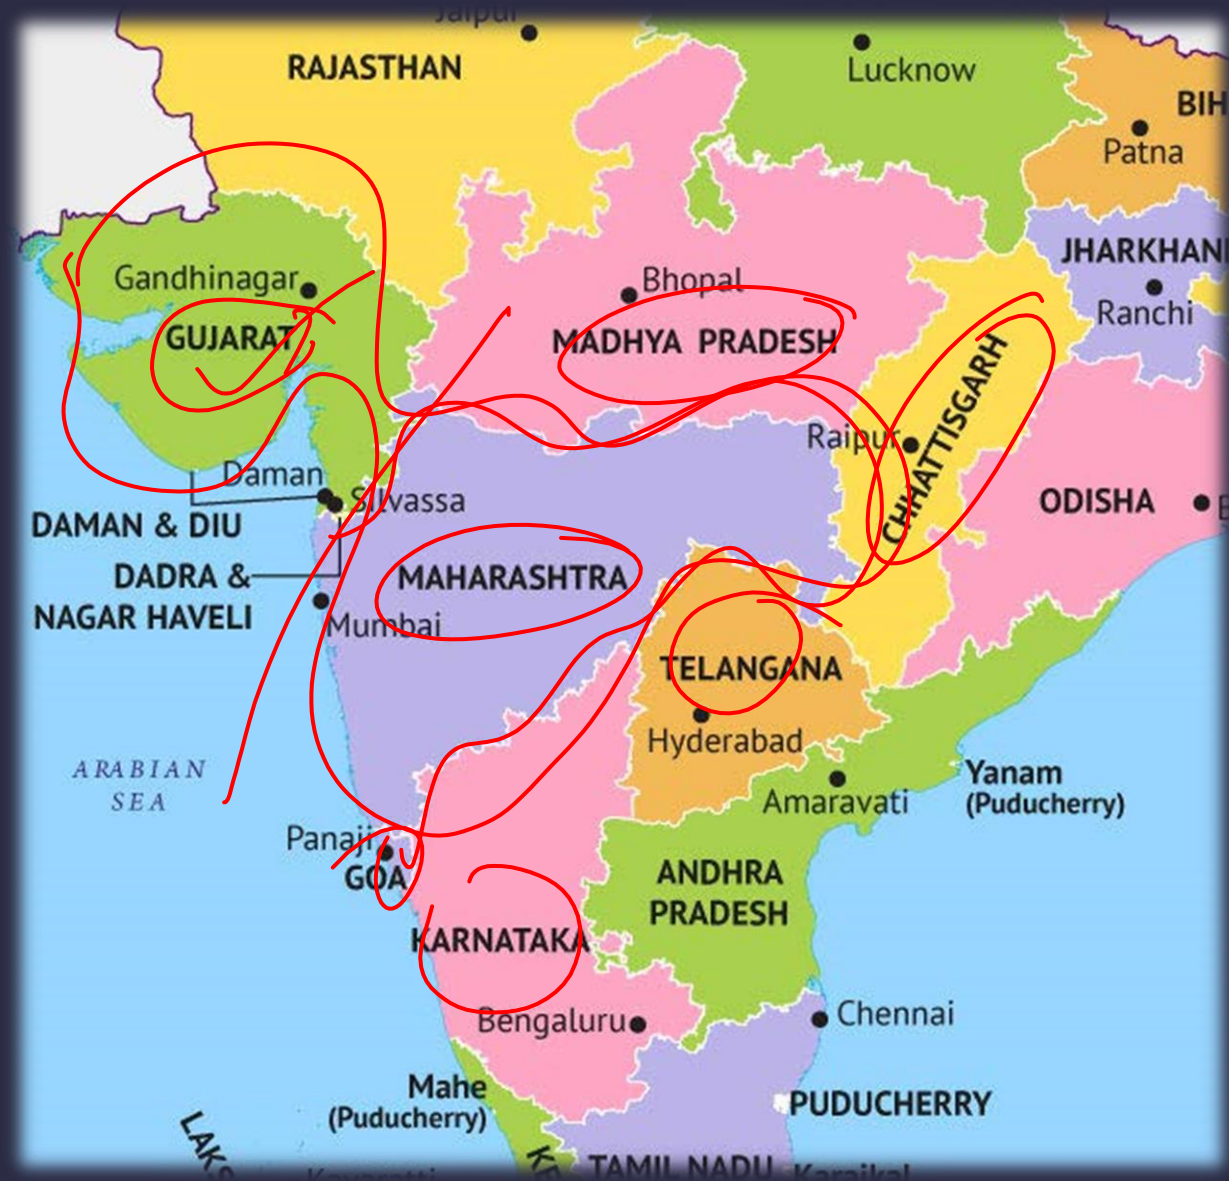 Jaipur
RAJASTHAN
Lucknow
BIH
Patna
JHARKHAN
Ranchi
Gandhinagar
GUJARAT
Bhopal
MADHYA PRADESH
CHHATTISGARH
Raipur
ODISHA
Daman
Silvassa
DAMAN & DIU
DADRA &
NAGAR HAVELI
MAHARASHTRA
Mumbai
TELANGANA
Hyderabad
ARABIAN
SEA
Yanam
(Puducherry)
Amaravati
Panaji
GOA
ANDHRA
PRADESH
KARNATAKA
Bengaluru
Chennai
Mahe
(Puducherry)
PUDUCHERRY
TAMIL NADU
Karaikal
Kavaratti